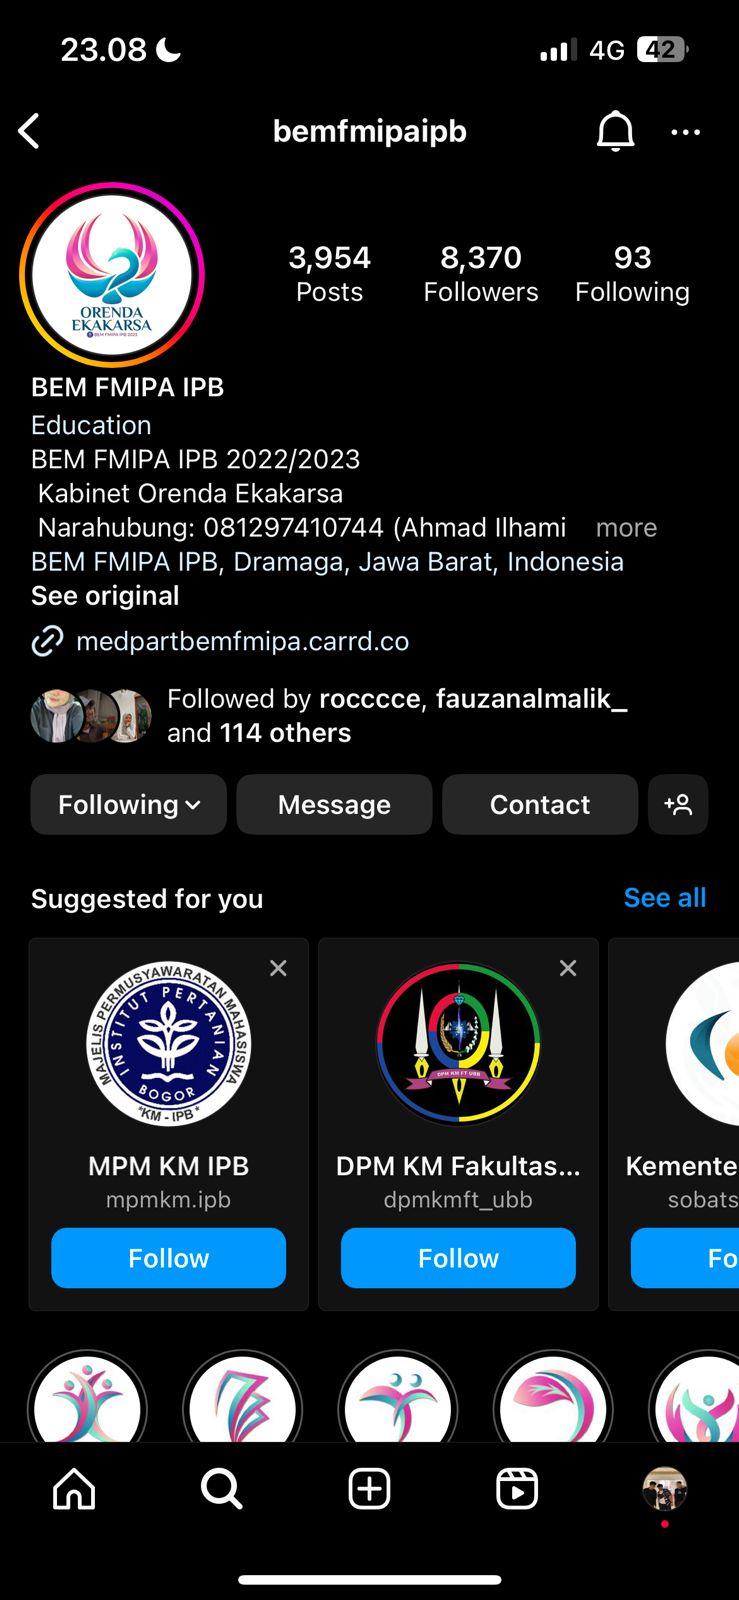 23.08
4G 42
bemfmipaipb
ORENDA
EKAKARSA
BEM FMIPA IPB 2023
3,954
Posts
8,370
Followers
93
Following
BEM FMIPA IPB
Education
BEM FMIPA IPB 2022/2023
Kabinet Orenda Ekakarsa
Narahubung: 081297410744 (Ahmad Ilhami more
BEM FMIPA IPB, Dramaga, Jawa Barat, Indonesia
See original
medpartbemfmipa.carrd.co
Followed by rocccce, fauzanalmalik_
and 114 others
Following
Message
Contact
Suggested for you
See all
MAJELIS PERMUSYAWARATAN MAHASISWA
INSTITUT PERTANIAN
BOGOR
"KM - IPB"
MPM KM IPB
mpmkm.ipb
Follow
DPM KM FT UBB
DPM KM Fakultas...
dpmkmft_ubb
Follow
Kemente
sobats
Fo